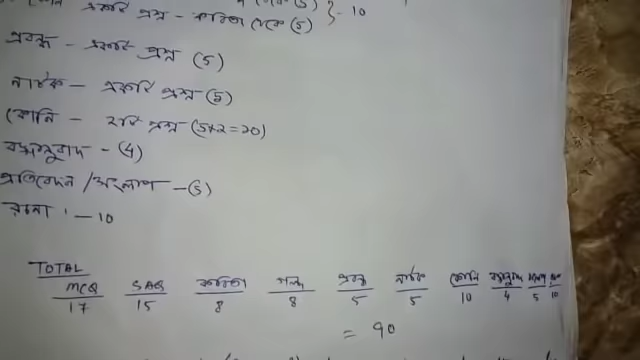 একটি প্রশ্ন - কবিতা থেকে (5) }- 10
প্রবন্ধ - একটি প্রশ্ন (5)
নাটক - একটি প্রশ্ন (5)
কোনি - ২টি প্রশ্ন (5×2=10)
বঙ্গানুবাদ - (4)
প্রতিবেদন / সংলাপ - (5)
রচনা - 10
TOTAL
MCQ SAQ কবিতা গল্প প্রবন্ধ নাটক কোনি বঙ্গানুবাদ
17 15 8 8 5 5 10 4 5 10
= 90